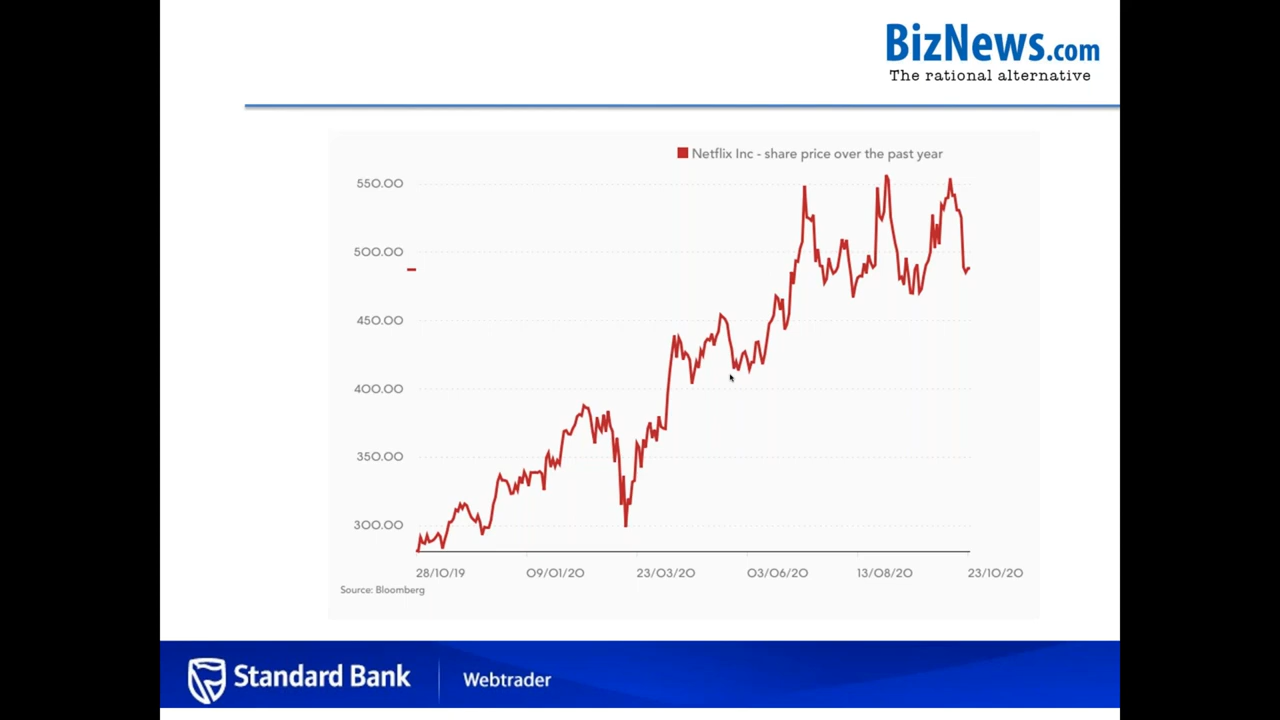 BizNews.com
The rational alternative
Netflix Inc - share price over the past year
550.00
500.00
450.00
400.00
350.00
300.00
28/10/19 09/01/20 23/03/20 03/06/20 13/08/20 23/10/20
Source: Bloomberg
Standard Bank Webtrader